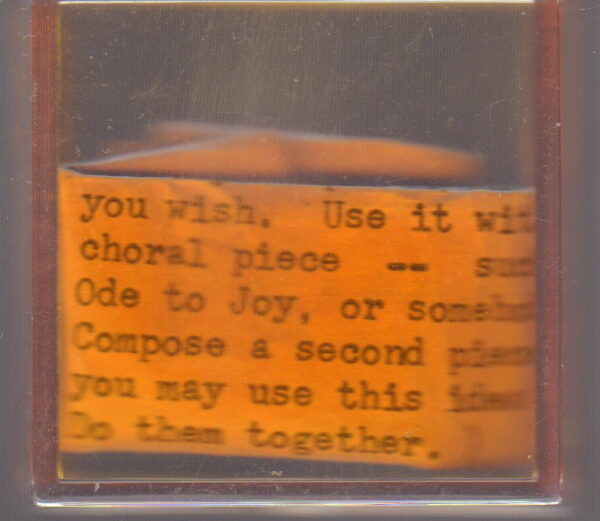 you wish. Use it
choral piece --
Ode to Joy, or
Compose a second
you may use this
Do them together.